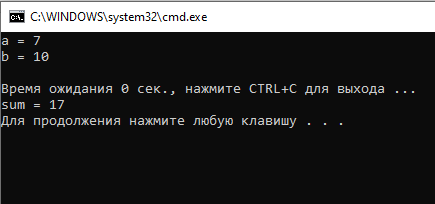 C:\WINDOWS\system32\cmd.exe
a = 7
b = 10
Время ожидания 0 сек., нажмите CTRL+C для выхода ...
sum = 17
Для продолжения нажмите любую клавишу . . .